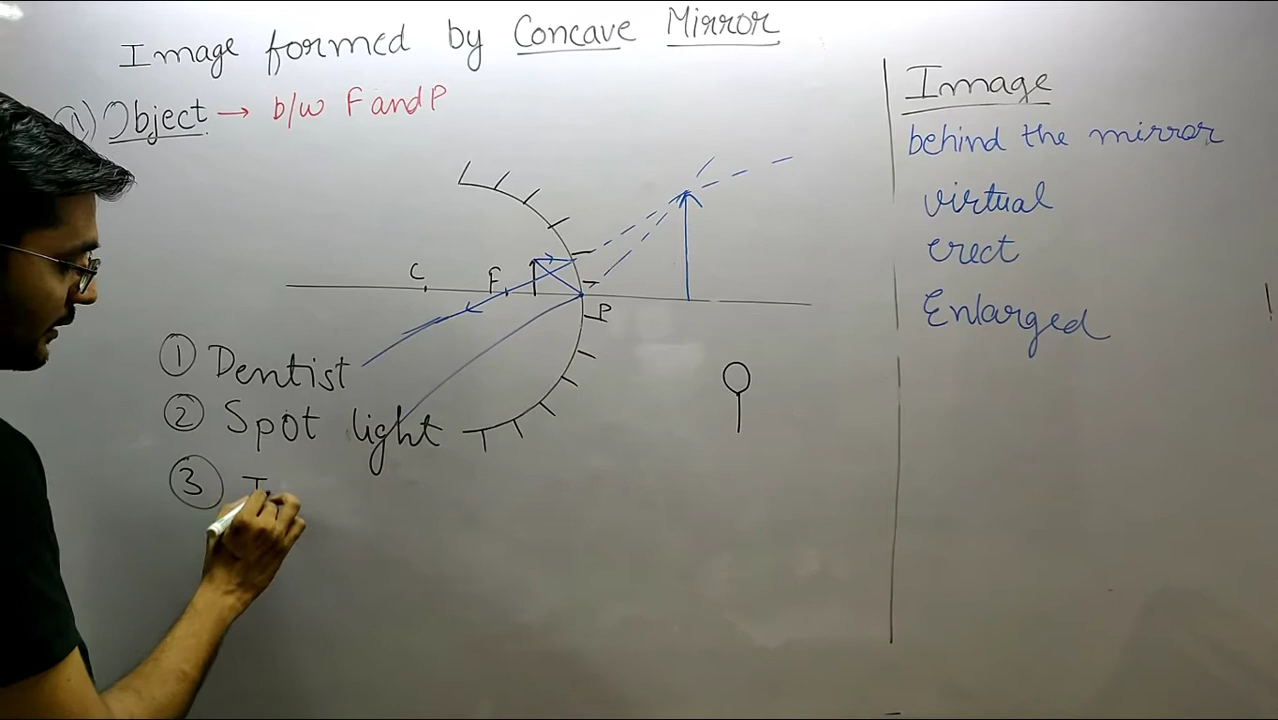 Image formed by Concave Mirror
1) Object → b/w F and P
C
F
P
① Dentist
② Spot light
③ T
Image
behind the mirror
virtual
erect
Enlarged